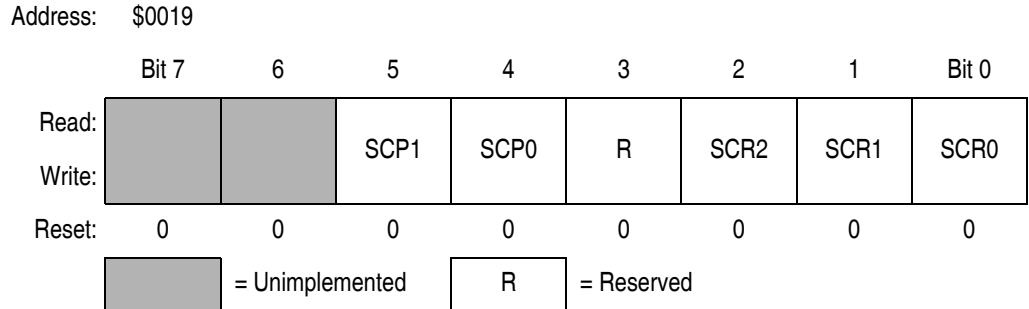 Address: $0019
Bit 7 6 5 4 3 2 1 Bit 0
Read:
SCP1 SCP0 R SCR2 SCR1 SCR0
Write:
Reset: 0 0 0 0 0 0 0 0
= Unimplemented R = Reserved